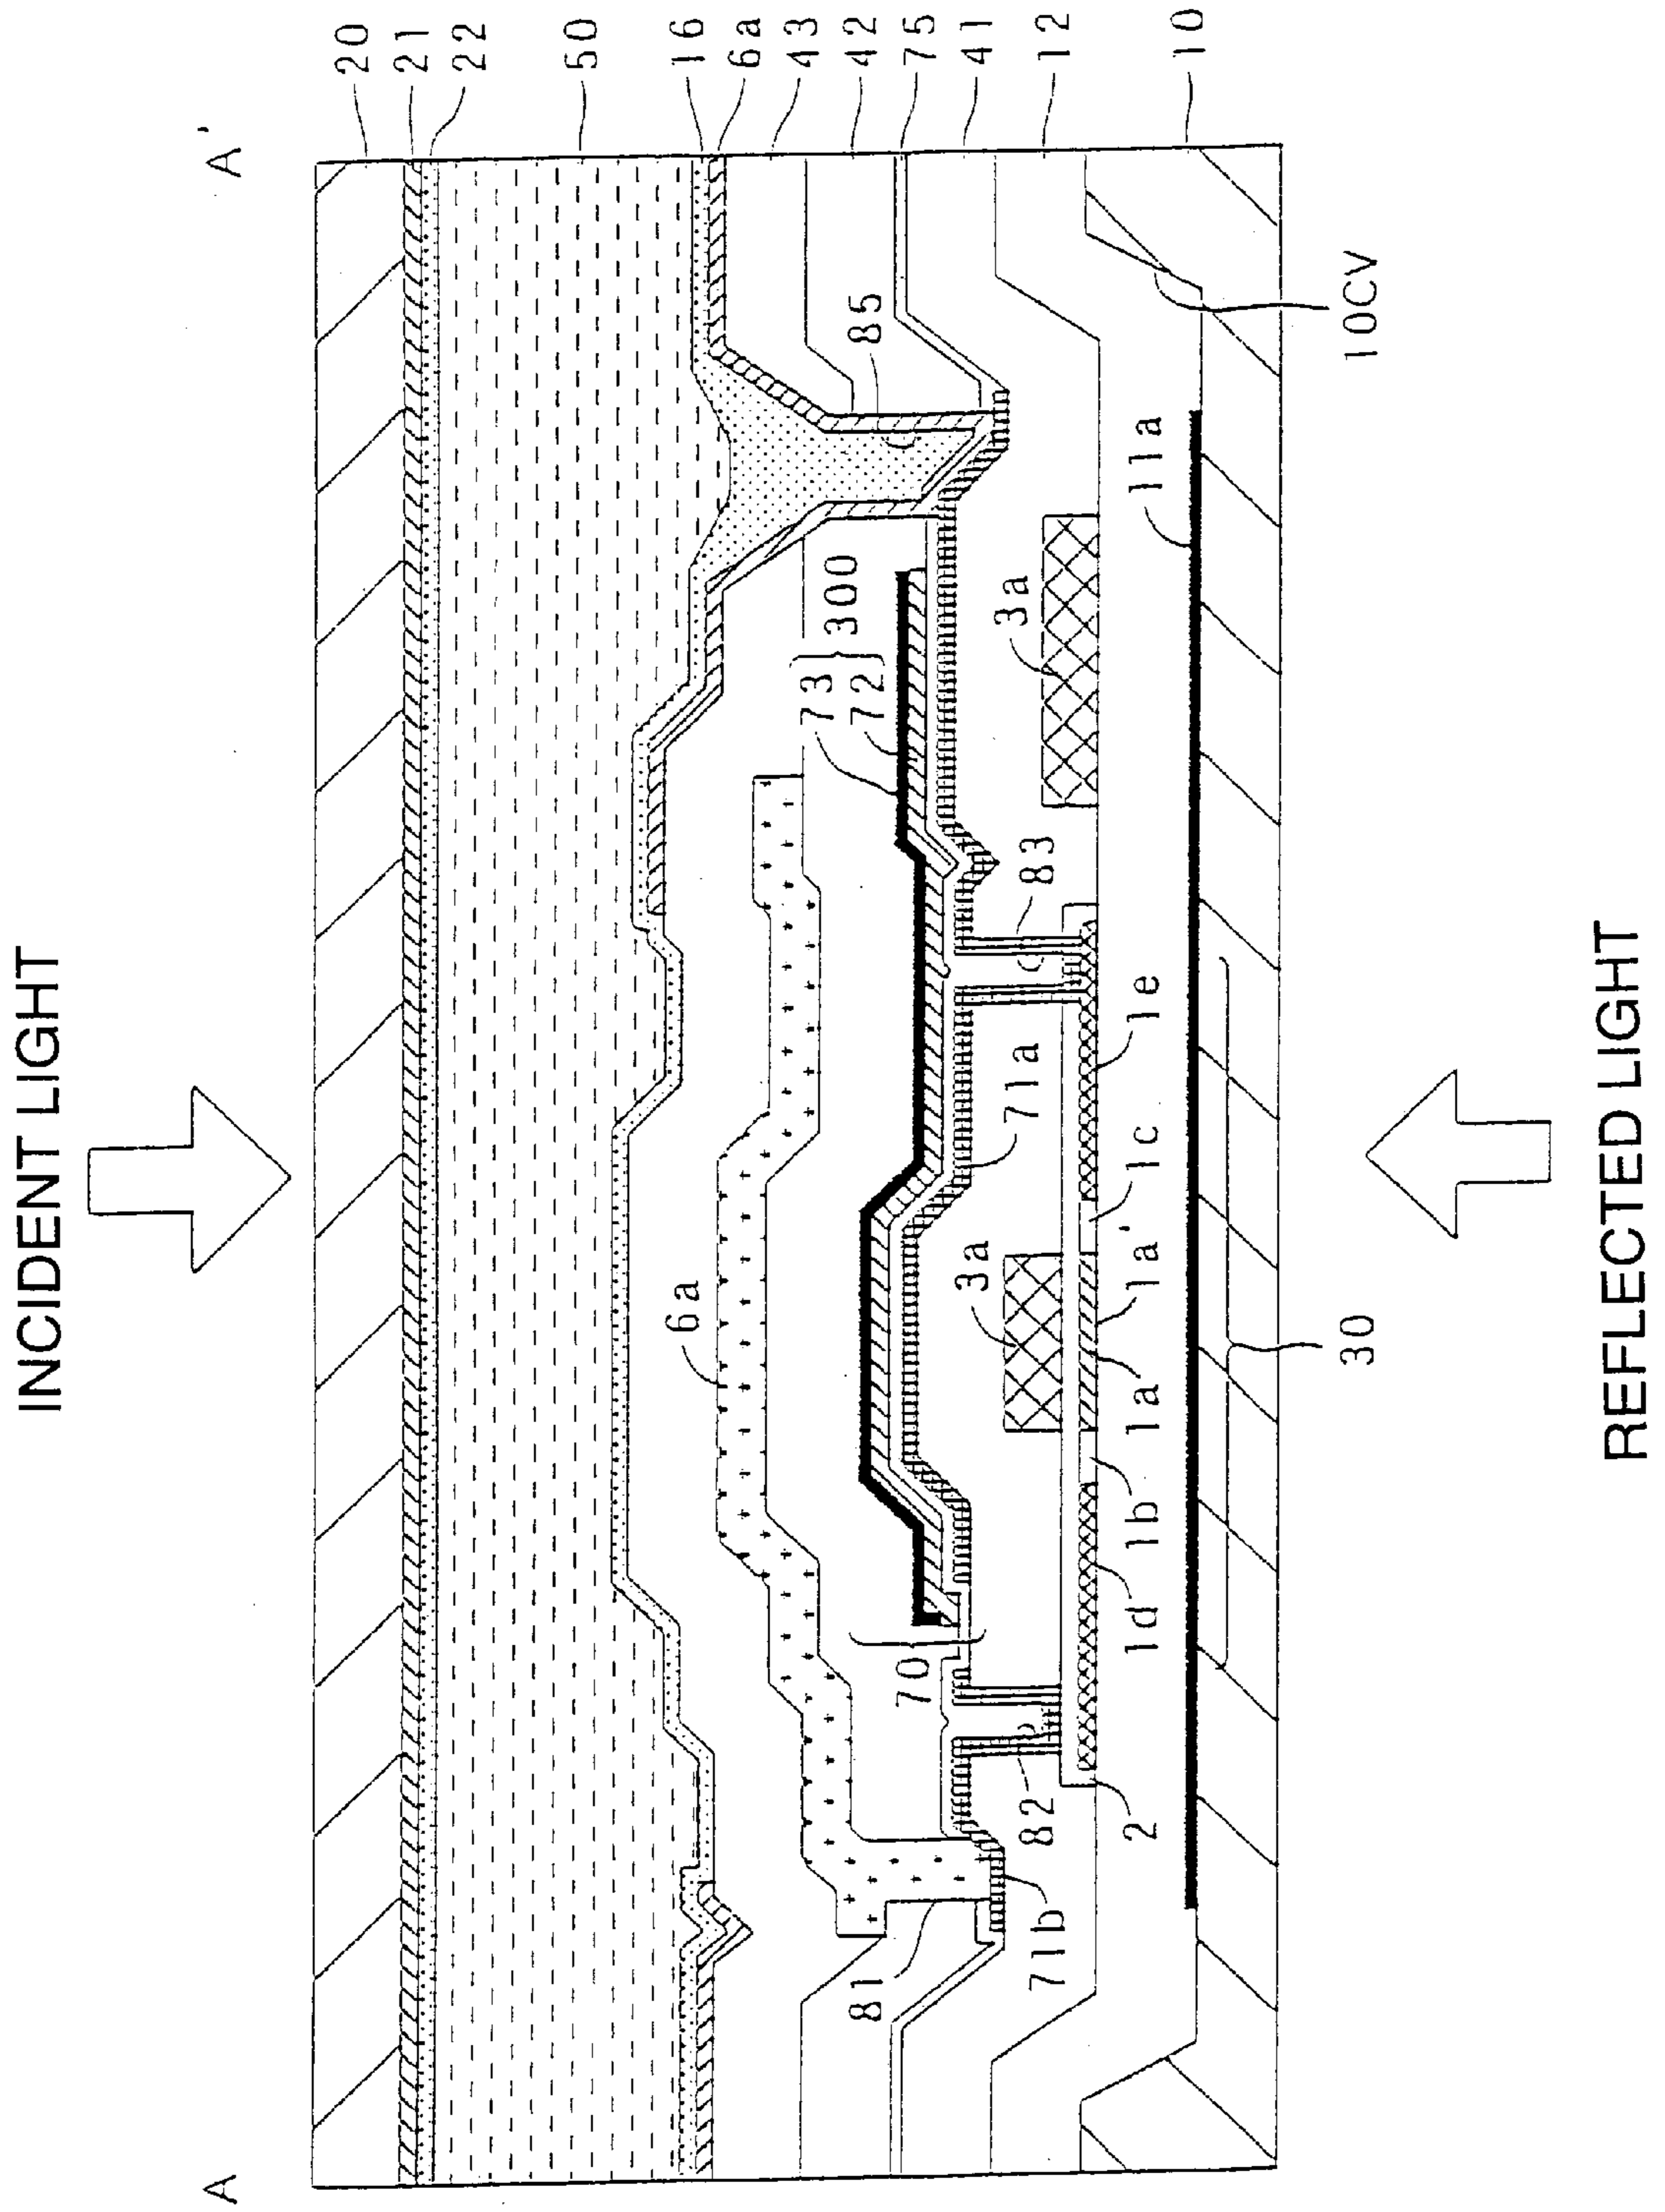 INCIDENT LIGHT
A
A'
20
21
22
50
16
6a
43
42
75
41
12
10
85
6a
300
73
72
70
3a
3a
83
81
82
71b
71a
2
1d
1b
1a
1a'
1c
1e
11a
10CV
30
REFLECTED LIGHT